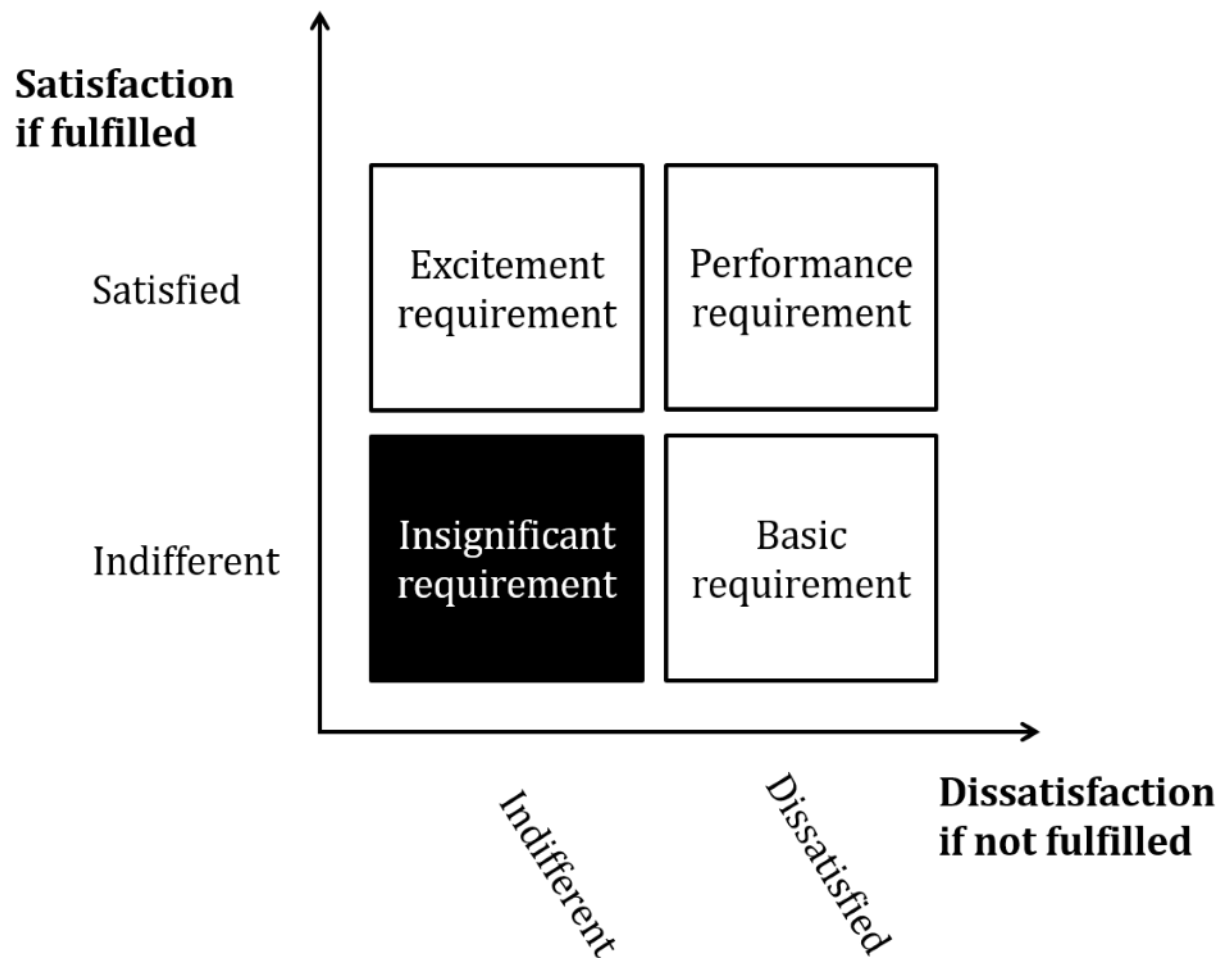 Satisfaction
if fulfilled
Satisfied
Excitement
requirement
Performance
requirement
Indifferent
Insignificant
requirement
Basic
requirement
Indifferent
Dissatisfied
Dissatisfaction
if not fulfilled